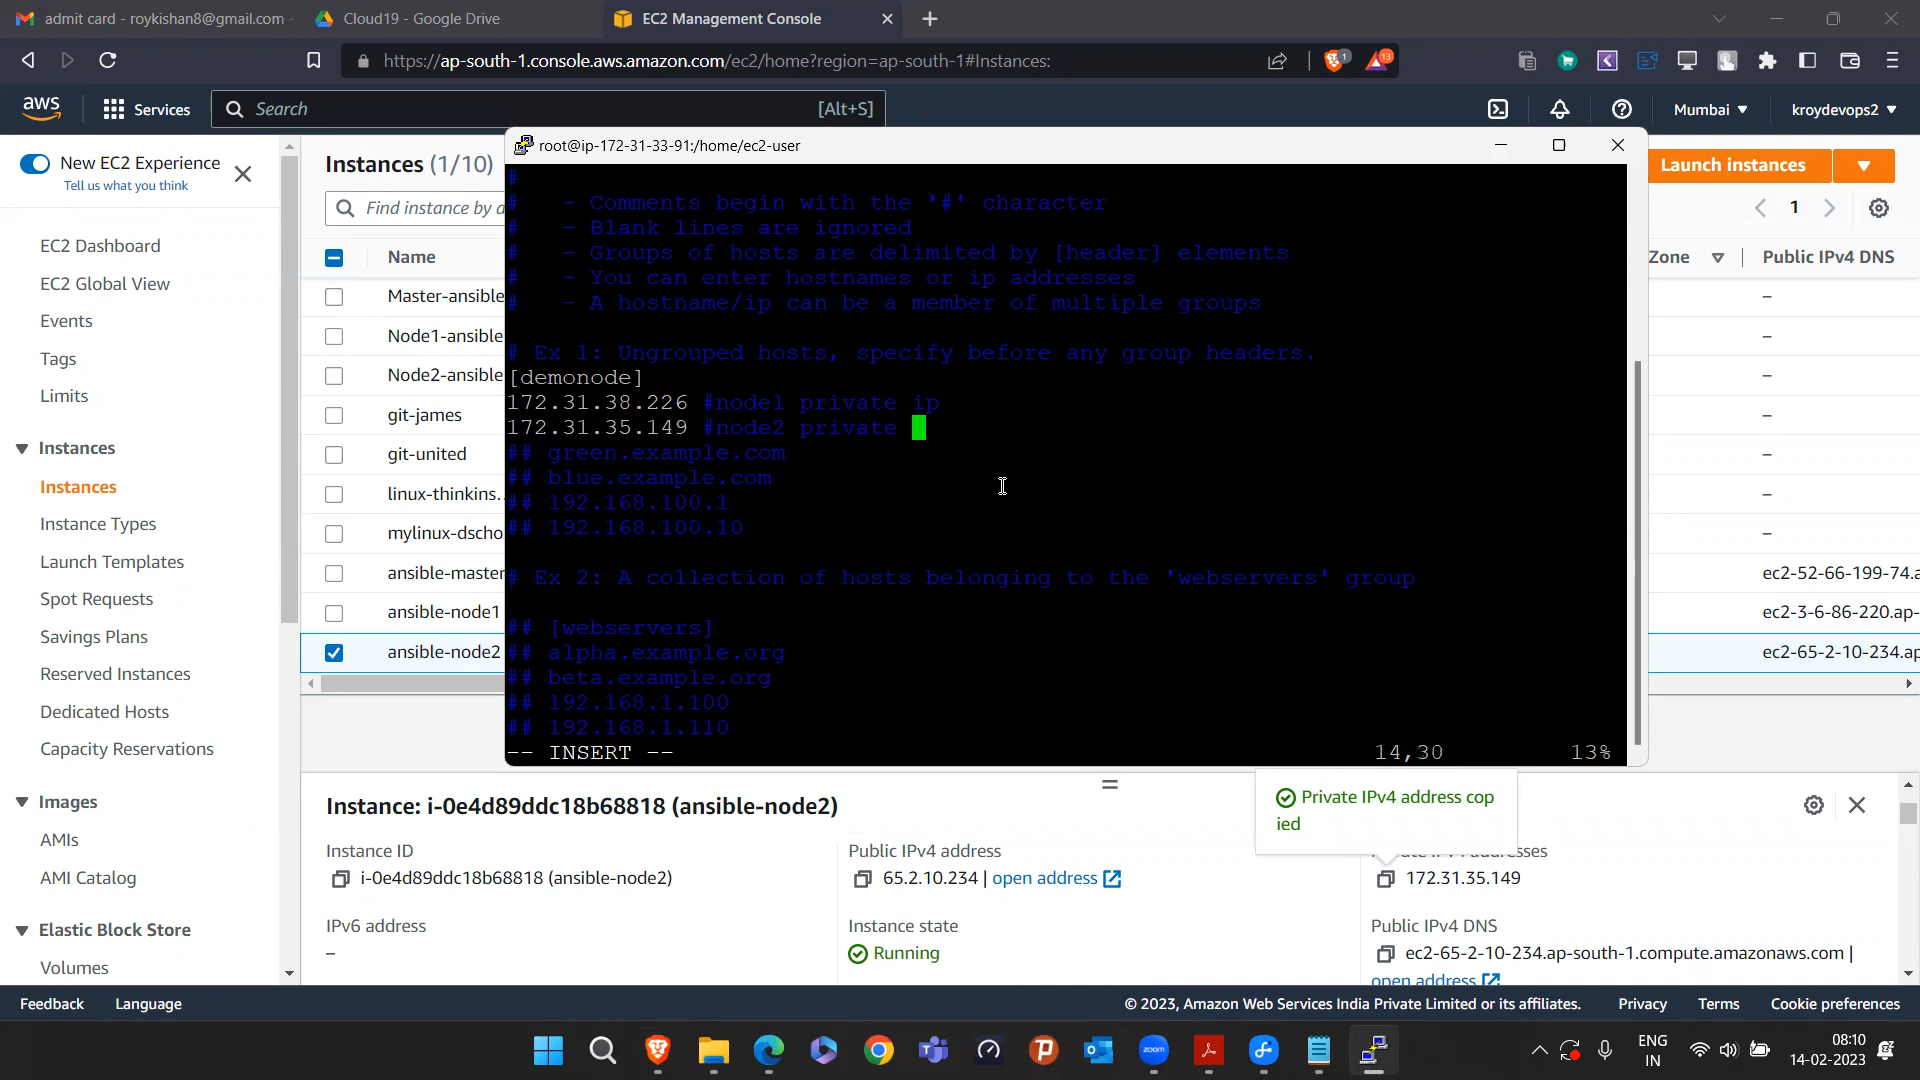 admit card - roykishan8@gmail.com
Cloud19 - Google Drive
EC2 Management Console
https://ap-south-1.console.aws.amazon.com/ec2/home?region=ap-south-1#Instances:
1
13
aws
Services
Search
[Alt+S]
Mumbai
kroydevops2
New EC2 Experience
Tell us what you think
EC2 Dashboard
EC2 Global View
Events
Tags
Limits
Instances
Instances
Instance Types
Launch Templates
Spot Requests
Savings Plans
Reserved Instances
Dedicated Hosts
Capacity Reservations
Images
AMIs
AMI Catalog
Elastic Block Store
Volumes
Instances (1/10)
Find instance by a
Launch instances
1
Name
Zone
Public IPv4 DNS
Master-ansible
–
Node1-ansible
–
Node2-ansible
–
git-james
–
git-united
–
linux-thinkins...
–
mylinux-dscho
–
ansible-master
ec2-52-66-199-74.a
ansible-node1
ec2-3-6-86-220.ap-
ansible-node2
ec2-65-2-10-234.ap
root@ip-172-31-33-91:/home/ec2-user
#
#   - Comments begin with the '#' character
#   - Blank lines are ignored
#   - Groups of hosts are delimited by [header] elements
#   - You can enter hostnames or ip addresses
#   - A hostname/ip can be a member of multiple groups
# Ex 1: Ungrouped hosts, specify before any group headers.
[demonode]
172.31.38.226 #node1 private ip
172.31.35.149 #node2 private
## green.example.com
## blue.example.com
## 192.168.100.1
## 192.168.100.10
# Ex 2: A collection of hosts belonging to the 'webservers' group
## [webservers]
## alpha.example.org
## beta.example.org
## 192.168.1.100
## 192.168.1.110
-- INSERT --
14,30
13%
Instance: i-0e4d89ddc18b68818 (ansible-node2)
Private IPv4 address cop
ied
Instance ID
i-0e4d89ddc18b68818 (ansible-node2)
Public IPv4 address
65.2.10.234 | open address
172.31.35.149
IPv6 address
–
Instance state
Running
Public IPv4 DNS
ec2-65-2-10-234.ap-south-1.compute.amazonaws.com |
open address
Feedback
Language
© 2023, Amazon Web Services India Private Limited or its affiliates.
Privacy
Terms
Cookie preferences
zoom
ENG
IN
08:10
14-02-2023